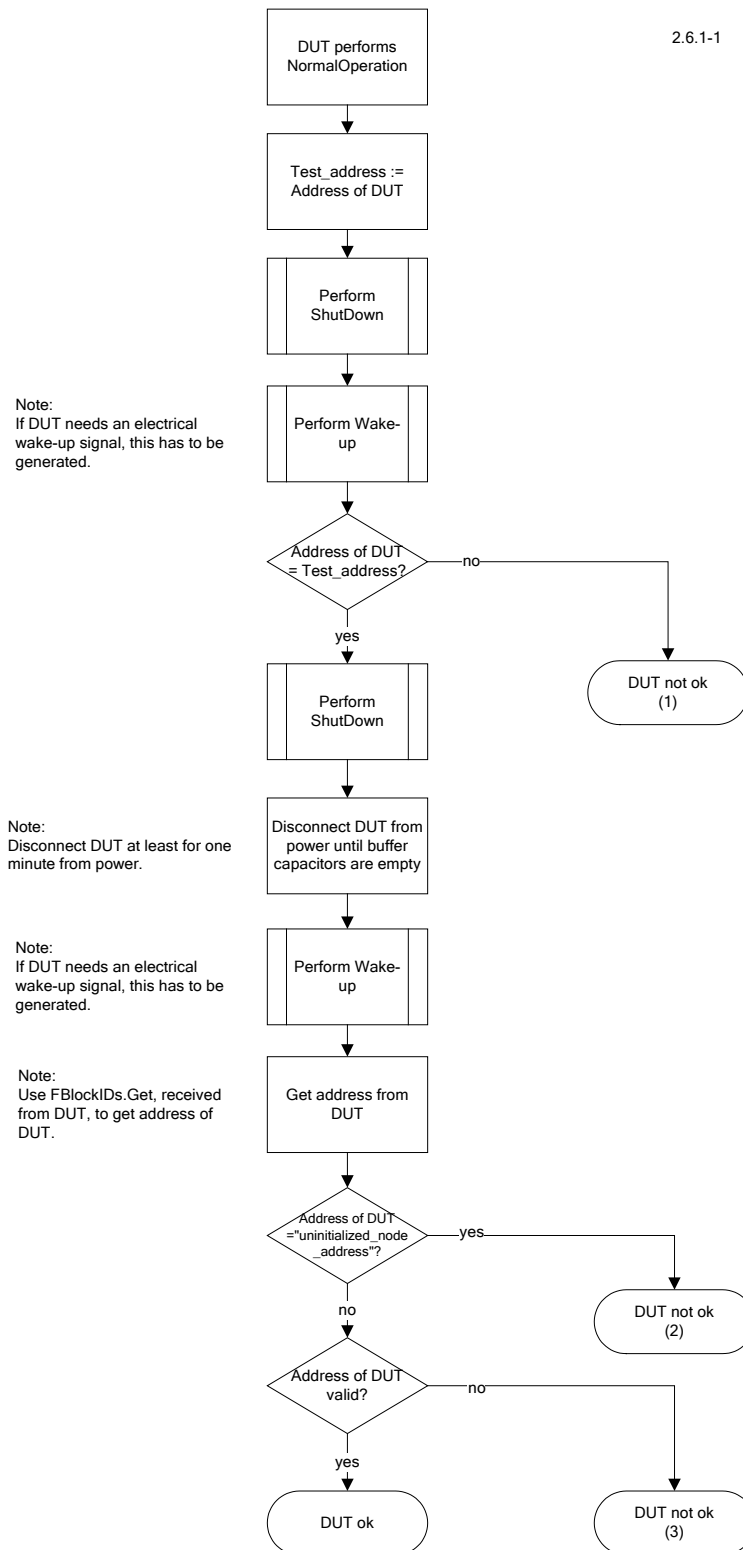 2.6.1-1
DUT performs
NormalOperation
Test_address :=
Address of DUT
Perform
ShutDown
Note:
If DUT needs an electrical
wake-up signal, this has to be
generated.
Perform Wake-
up
Address of DUT
= Test_address?
no
yes
DUT not ok
(1)
Perform
ShutDown
Note:
Disconnect DUT at least for one
minute from power.
Disconnect DUT from
power until buffer
capacitors are empty
Note:
If DUT needs an electrical
wake-up signal, this has to be
generated.
Perform Wake-
up
Note:
Use FBlockIDs.Get, received
from DUT, to get address of
DUT.
Get address from
DUT
Address of DUT
="uninitialized_node
_address"?
yes
no
DUT not ok
(2)
Address of DUT
valid?
no
yes
DUT ok
DUT not ok
(3)